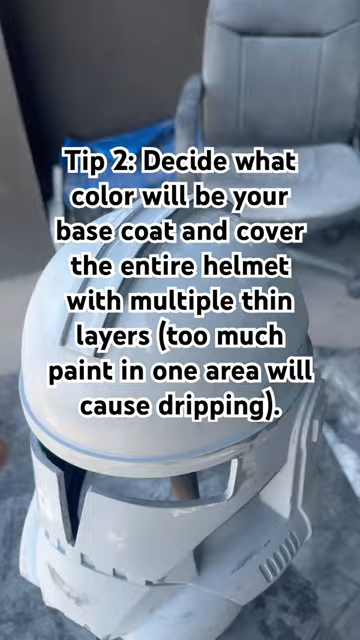 Tip 2: Decide what
color will be your
base coat and cover
the entire helmet
with multiple thin
layers (too much
paint in one area will
cause dripping).